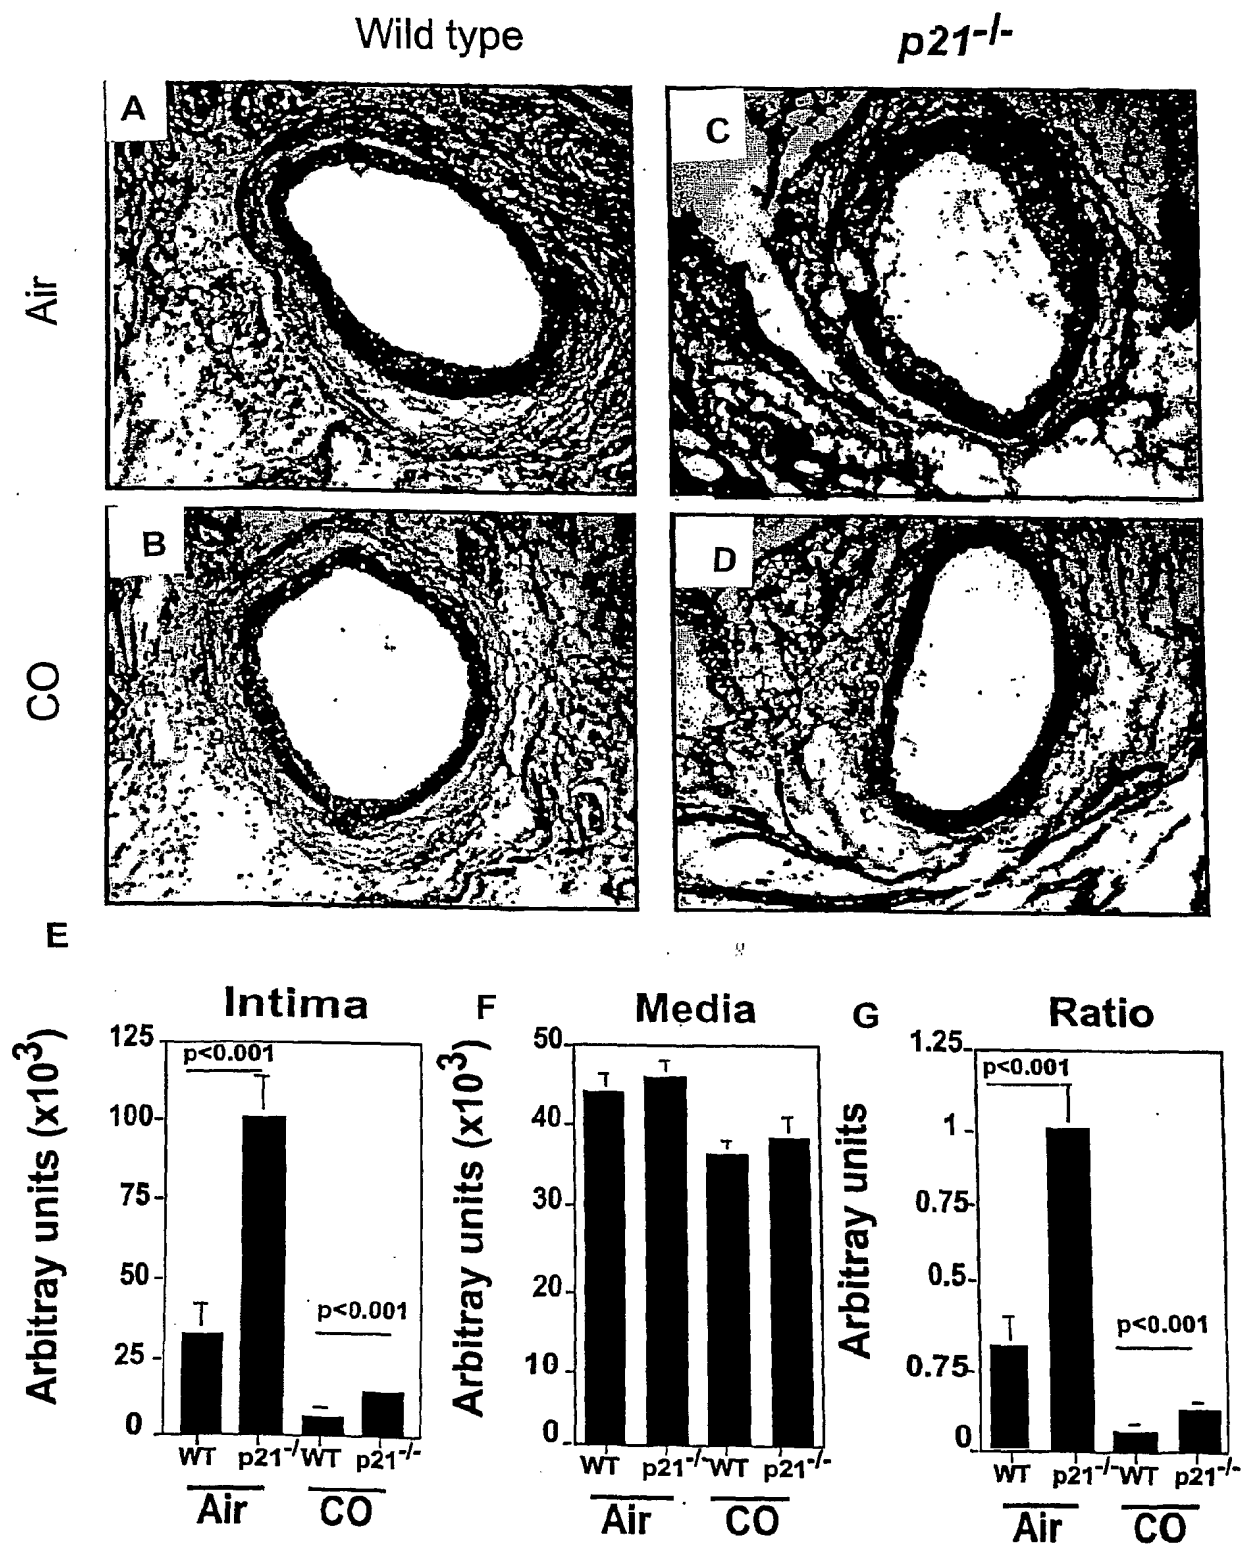 Wild type
p21-/-
A
C
Air
B
D
CO
E
Intima
Arbitray units (x10³)
125
100
75
50
25
0
p<0.001
p<0.001
WT p21-/- WT p21-/-
Air CO
F
Media
Arbitray units (x10³)
50
40
30
20
10
0
WT p21-/- WT p21-/-
Air CO
G
Ratio
Arbitray units
1.25
1
0.75
0.5
0.75
0
p<0.001
p<0.001
WT p21-/- WT p21-/-
Air CO